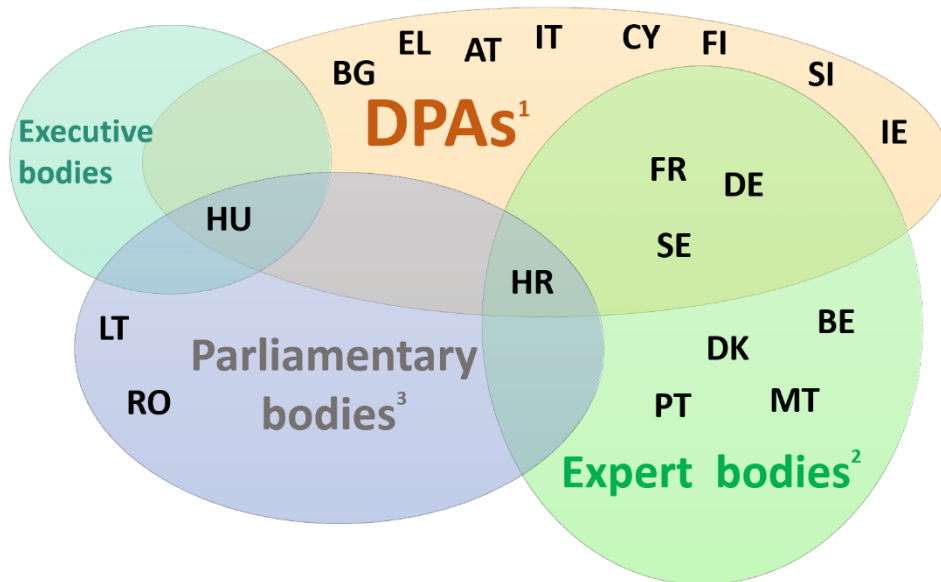 EL AT IT CY FI
BG SI
DPAs¹ IE
Executive
bodies
FR DE
HU
SE
HR
LT BE
Parliamentary DK
bodies³
RO PT MT
Expert bodies²